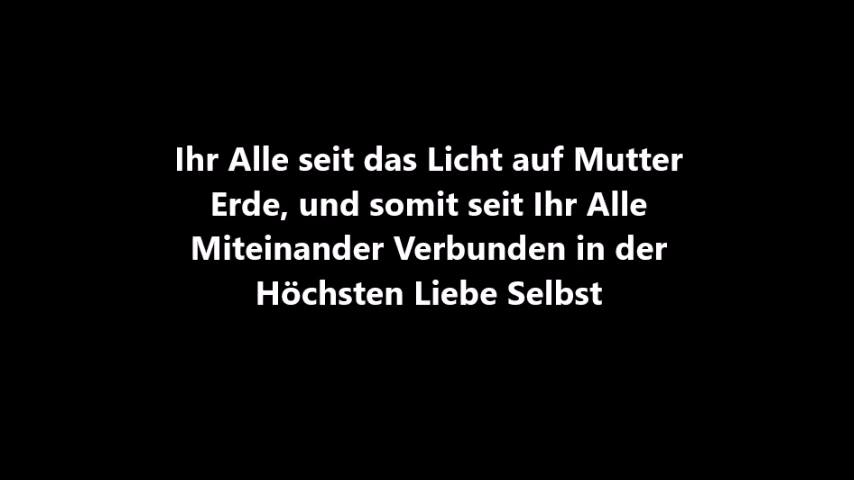 Ihr Alle seit das Licht auf Mutter
Erde, und somit seit Ihr Alle
Miteinander Verbunden in der
Höchsten Liebe Selbst